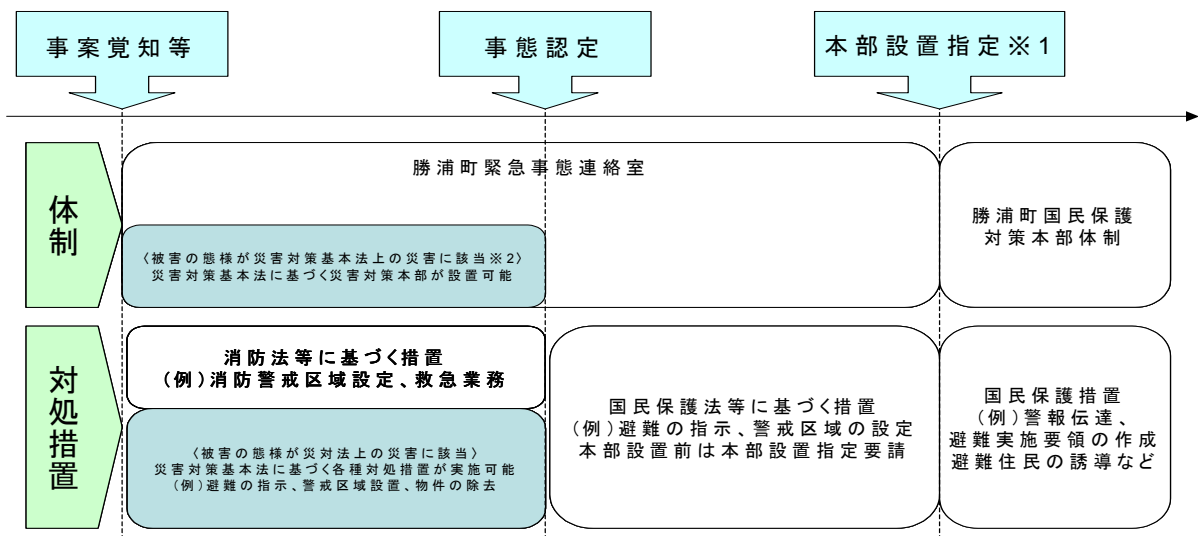 事案覚知等
事態認定
本部設置指定※1
体制
勝浦町緊急事態連絡室
〈被害の態様が災害対策基本法上の災害に該当※2〉
災害対策基本法に基づく災害対策本部が設置可能
勝浦町国民保護
対策本部体制
対処措置
消防法等に基づく措置
(例)消防警戒区域設定、救急業務
〈被害の態様が災対法上の災害に該当〉
災害対策基本法に基づく各種対処措置が実施可能
(例)避難の指示、警戒区域設置、物件の除去
国民保護法等に基づく措置
(例)避難の指示、警戒区域の設定
本部設置前は本部設置指定要請
国民保護措置
(例)警報伝達、
避難実施要領の作成
避難住民の誘導など